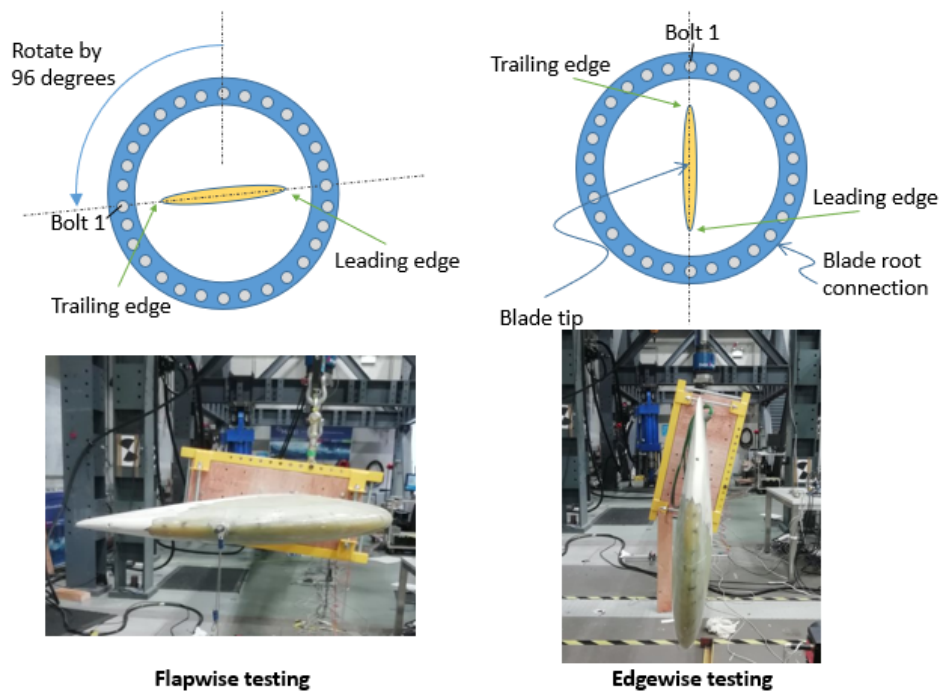 Rotate by
96 degrees
Bolt 1
Trailing edge
Leading edge
Bolt 1
Trailing edge
Leading edge
Blade root
connection
Blade tip
Flapwise testing
Edgewise testing